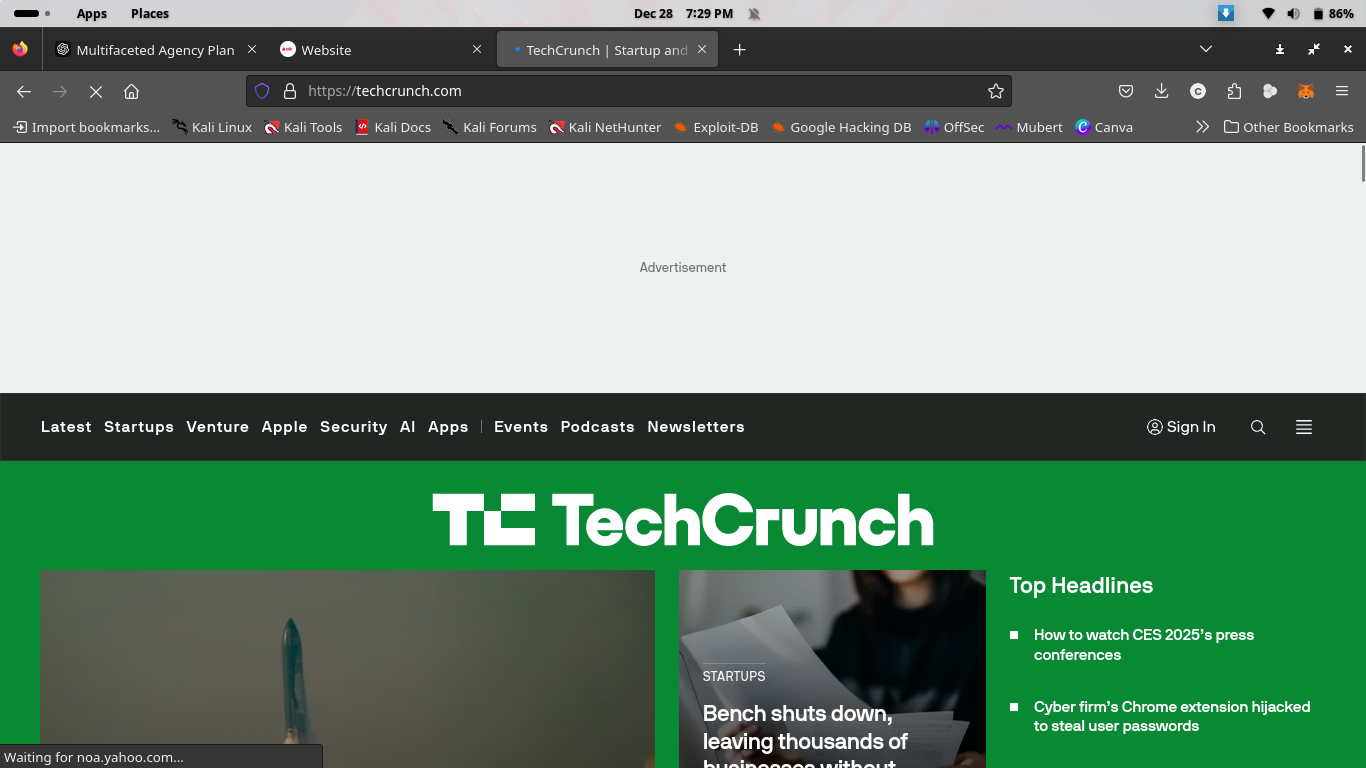 Apps Places Dec 28 7:29 PM 86%
Multifaceted Agency Plan Website TechCrunch | Startup and
https://techcrunch.com
Import bookmarks... Kali Linux Kali Tools Kali Docs Kali Forums Kali NetHunter Exploit-DB Google Hacking DB OffSec Mubert Canva Other Bookmarks
Advertisement
Latest Startups Venture Apple Security AI Apps Events Podcasts Newsletters Sign In
TC TechCrunch
Top Headlines
How to watch CES 2025's press
conferences
STARTUPS
Bench shuts down,
leaving thousands of
businesses without
Cyber firm's Chrome extension hijacked
to steal user passwords
Waiting for noa.yahoo.com...